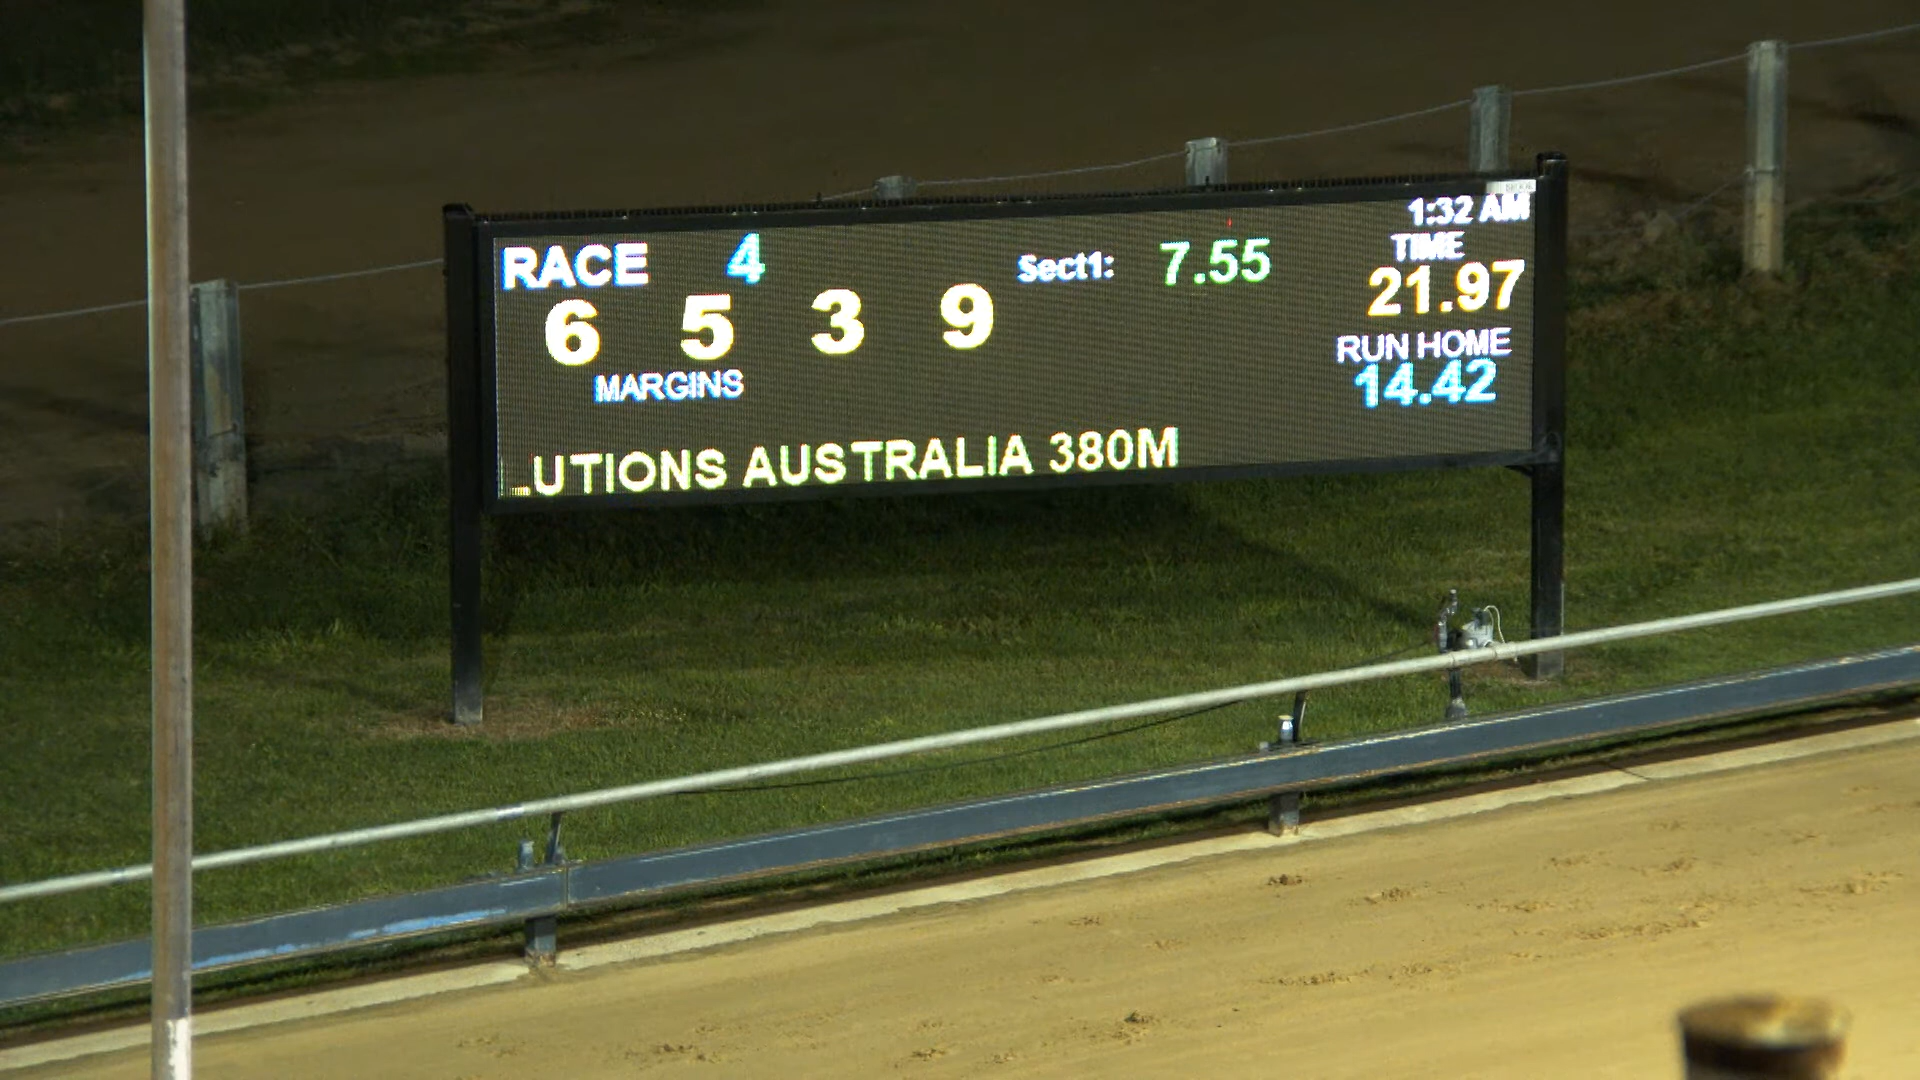 1:32 AM
RACE 4 Sect1: 7.55 TIME
6 5 3 9 21.97
RUN HOME
MARGINS 14.42
UTIONS AUSTRALIA 380M